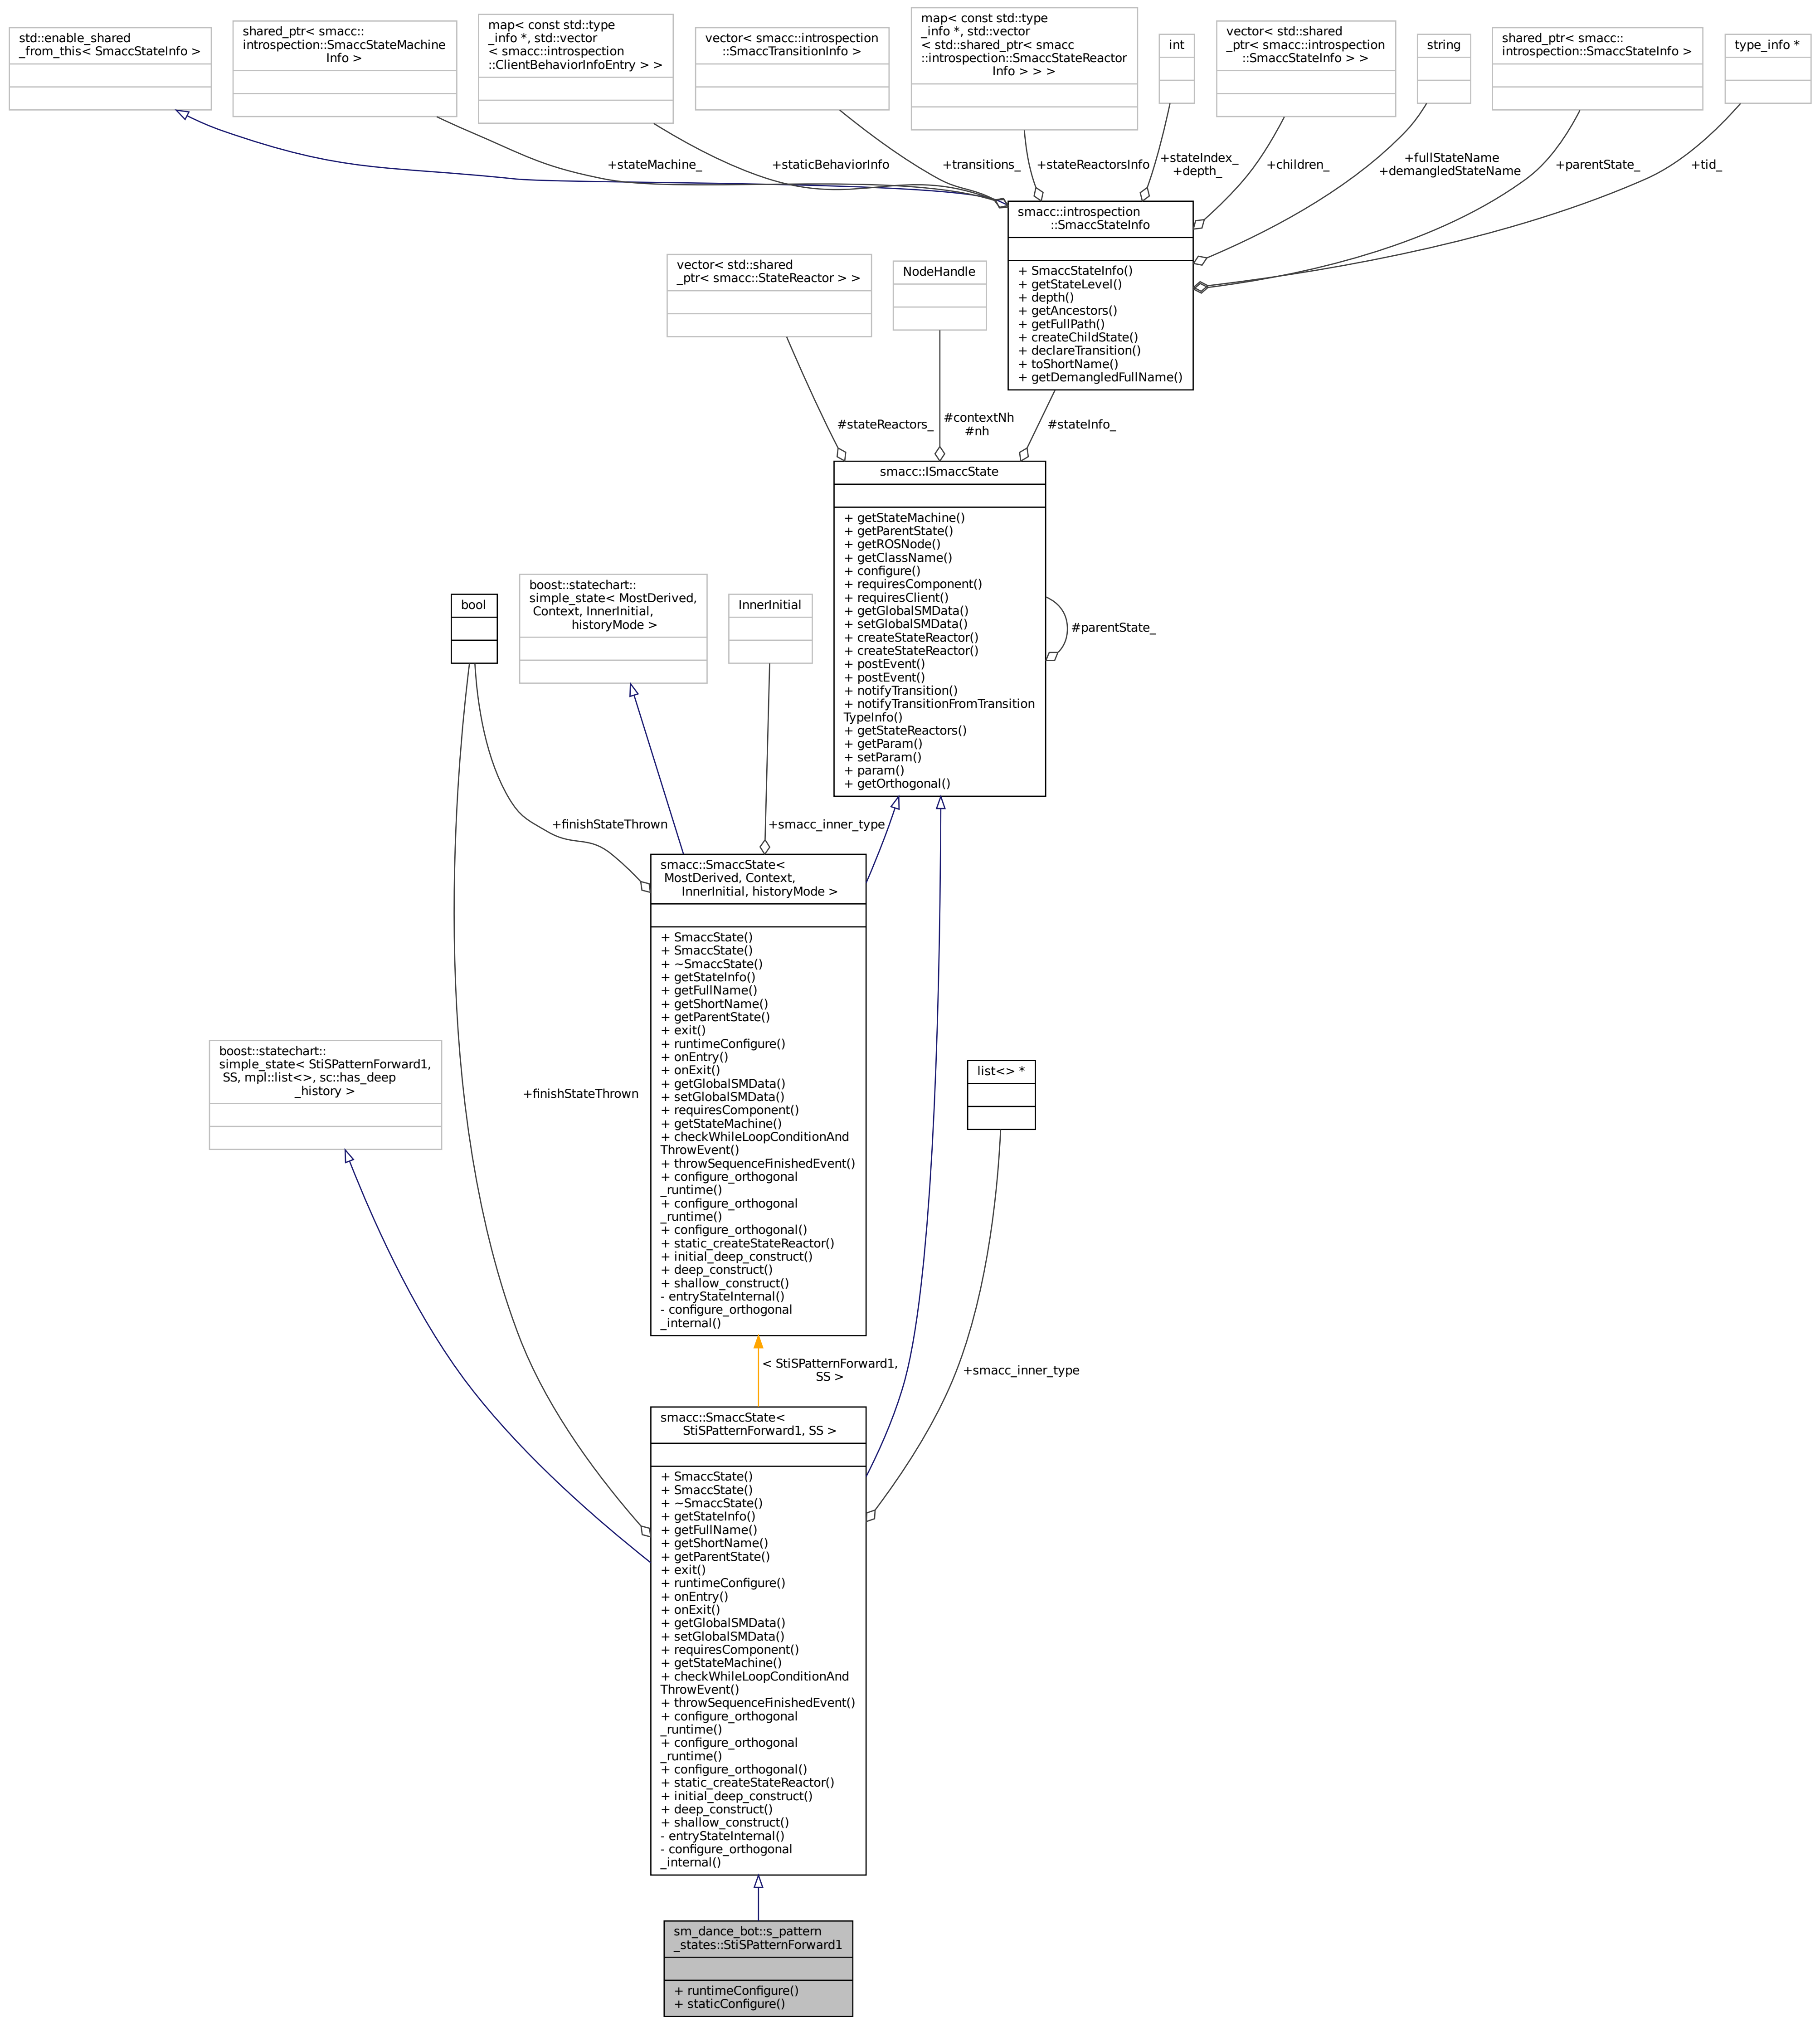 std::enable_shared
_from_this< SmaccStateInfo >
shared_ptr< smacc::
introspection::SmaccStateMachine
Info >
map< const std::type
_info *, std::vector
< smacc::introspection
::ClientBehaviorInfoEntry > >
vector< smacc::introspection
::SmaccTransitionInfo >
map< const std::type
_info *, std::vector
< std::shared_ptr< smacc
::introspection::SmaccStateReactor
Info > > >
int
vector< std::shared
_ptr< smacc::introspection
::SmaccStateInfo > >
string
shared_ptr< smacc::
introspection::SmaccStateInfo >
type_info *
+stateMachine_
+staticBehaviorInfo
+transitions_
+stateReactorsInfo
+stateIndex_
+depth_
+children_
+fullStateName
+demangledStateName
+parentState_
+tid_
smacc::introspection
::SmaccStateInfo
+ SmaccStateInfo()
+ getStateLevel()
+ depth()
+ getAncestors()
+ getFullPath()
+ createChildState()
+ declareTransition()
+ toShortName()
+ getDemangledFullName()
vector< std::shared
_ptr< smacc::StateReactor > >
NodeHandle
#stateReactors_
#contextNh
#nh
#stateInfo_
smacc::ISmaccState
+ getStateMachine()
+ getParentState()
+ getROSNode()
+ getClassName()
+ configure()
+ requiresComponent()
+ requiresClient()
+ getGlobalSMData()
+ setGlobalSMData()
+ createStateReactor()
+ createStateReactor()
+ postEvent()
+ postEvent()
+ notifyTransition()
+ notifyTransitionFromTransition
TypeInfo()
+ getStateReactors()
+ getParam()
+ setParam()
+ param()
+ getOrthogonal()
#parentState_
bool
boost::statechart::
simple_state< MostDerived,
Context, InnerInitial,
historyMode >
InnerInitial
+finishStateThrown
+smacc_inner_type
smacc::SmaccState<
MostDerived, Context,
InnerInitial, historyMode >
+ SmaccState()
+ SmaccState()
+ ~SmaccState()
+ getStateInfo()
+ getFullName()
+ getShortName()
+ getParentState()
+ exit()
+ runtimeConfigure()
+ onEntry()
+ onExit()
+ getGlobalSMData()
+ setGlobalSMData()
+ requiresComponent()
+ getStateMachine()
+ checkWhileLoopConditionAnd
ThrowEvent()
+ throwSequenceFinishedEvent()
+ configure_orthogonal
_runtime()
+ configure_orthogonal
_runtime()
+ configure_orthogonal()
+ static_createStateReactor()
+ initial_deep_construct()
+ deep_construct()
+ shallow_construct()
- entryStateInternal()
- configure_orthogonal
_internal()
boost::statechart::
simple_state< StiSPatternForward1,
SS, mpl::list<>, sc::has_deep
_history >
+finishStateThrown
list<> *
< StiSPatternForward1,
SS >
+smacc_inner_type
smacc::SmaccState<
StiSPatternForward1, SS >
+ SmaccState()
+ SmaccState()
+ ~SmaccState()
+ getStateInfo()
+ getFullName()
+ getShortName()
+ getParentState()
+ exit()
+ runtimeConfigure()
+ onEntry()
+ onExit()
+ getGlobalSMData()
+ setGlobalSMData()
+ requiresComponent()
+ getStateMachine()
+ checkWhileLoopConditionAnd
ThrowEvent()
+ throwSequenceFinishedEvent()
+ configure_orthogonal
_runtime()
+ configure_orthogonal
_runtime()
+ configure_orthogonal()
+ static_createStateReactor()
+ initial_deep_construct()
+ deep_construct()
+ shallow_construct()
- entryStateInternal()
- configure_orthogonal
_internal()
sm_dance_bot::s_pattern
_states::StiSPatternForward1
+ runtimeConfigure()
+ staticConfigure()